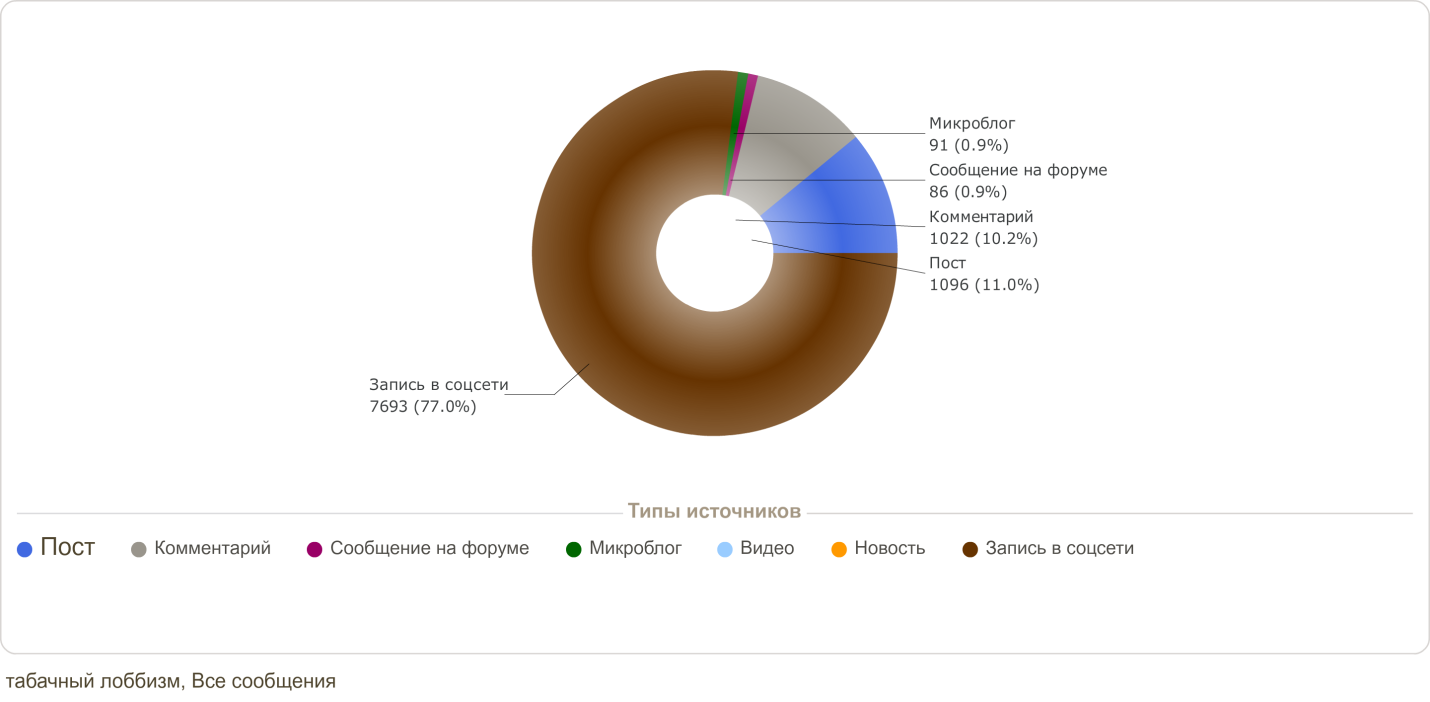 Микроблог
91 (0.9%)
Сообщение на форуме
86 (0.9%)
Комментарий
1022 (10.2%)
Пост
1096 (11.0%)
Запись в соцсети
7693 (77.0%)
Типы источников
Пост Комментарий Сообщение на форуме Микроблог Видео Новость Запись в соцсети
табачный лоббизм, Все сообщения